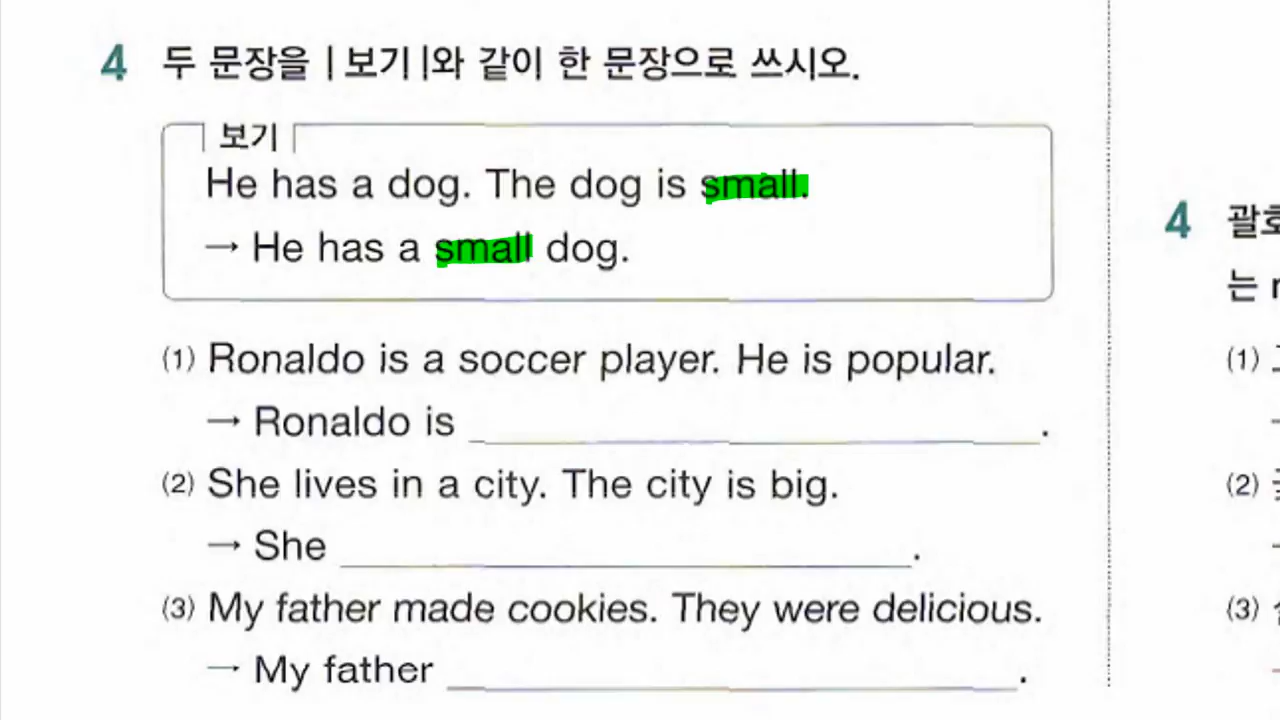 4 두 문장을 | 보기 |와 같이 한 문장으로 쓰시오.
보기
He has a dog. The dog is small.
→ He has a small dog.
(1) Ronaldo is a soccer player. He is popular.
→ Ronaldo is ____________.
(2) She lives in a city. The city is big.
→ She ____________.
(3) My father made cookies. They were delicious.
→ My father ____________.
4
는
(1)
(2)
(3)